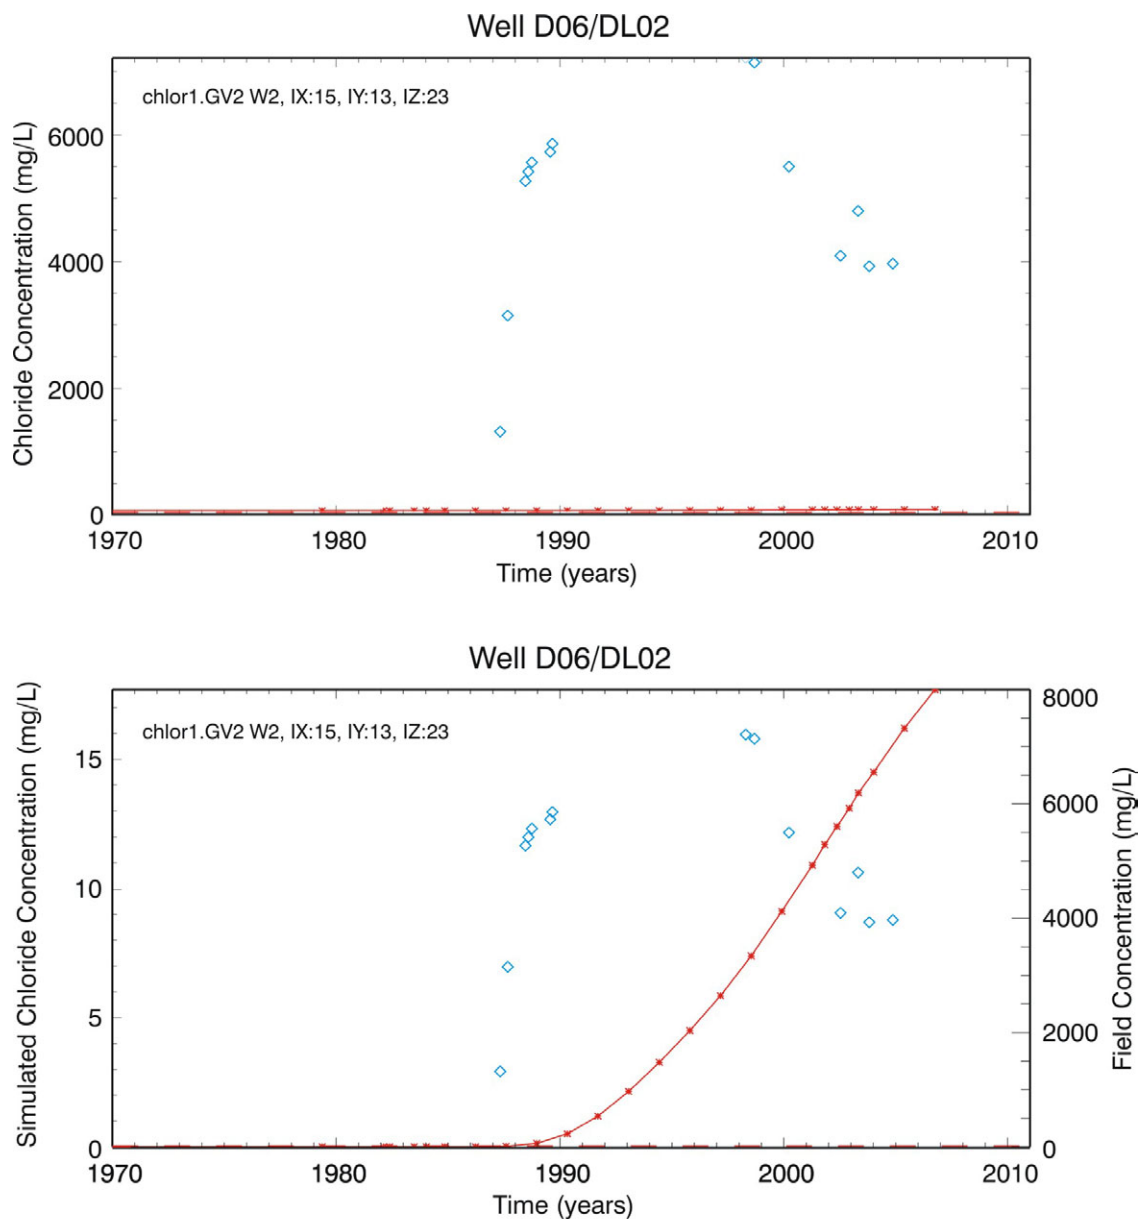 Well D06/DL02
chlor1.GV2 W2, IX:15, IY:13, IZ:23
Chloride Concentration (mg/L)
6000
4000
2000
0
1970 1980 1990 2000 2010
Time (years)
Well D06/DL02
chlor1.GV2 W2, IX:15, IY:13, IZ:23
Simulated Chloride Concentration (mg/L)
15
10
5
0
8000
6000
4000
2000
0
Field Concentration (mg/L)
1970 1980 1990 2000 2010
Time (years)